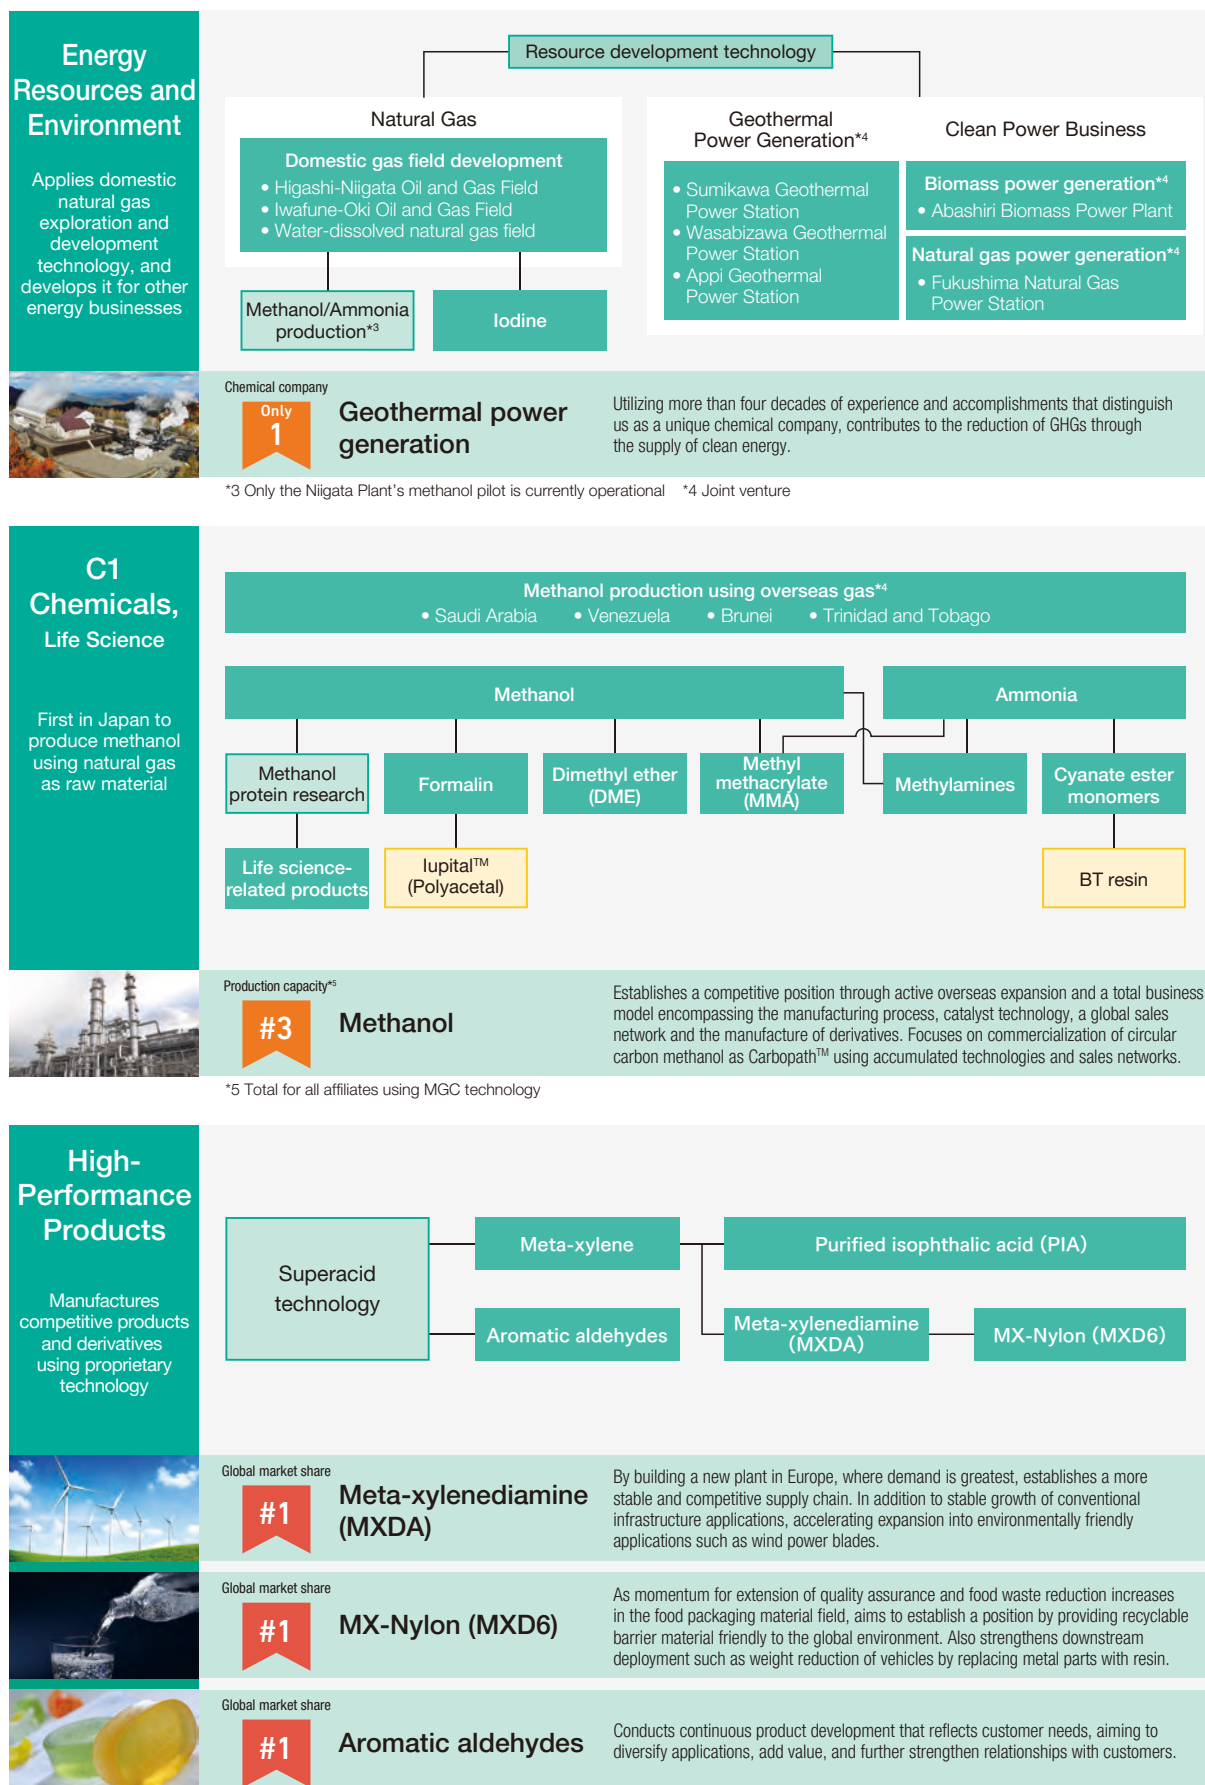 Energy
Resources and
Environment
Applies domestic
natural gas
exploration and
development
technology, and
develops it for other
energy businesses
Resource development technology
Natural Gas
Domestic gas field development
• Higashi-Niigata Oil and Gas Field
• Iwafune-Oki Oil and Gas Field
• Water-dissolved natural gas field
Methanol/Ammonia
production*3
Iodine
Geothermal
Power Generation*4
• Sumikawa Geothermal
Power Station
• Wasabizawa Geothermal
Power Station
• Appi Geothermal
Power Station
Clean Power Business
Biomass power generation*4
• Abashiri Biomass Power Plant
Natural gas power generation*4
• Fukushima Natural Gas
Power Station
Chemical company
Only
1
Geothermal power
generation
Utilizing more than four decades of experience and accomplishments that distinguish
us as a unique chemical company, contributes to the reduction of GHGs through
the supply of clean energy.
*3 Only the Niigata Plant's methanol pilot is currently operational *4 Joint venture
C1
Chemicals,
Life Science
First in Japan to
produce methanol
using natural gas
as raw material
Methanol production using overseas gas*4
• Saudi Arabia • Venezuela • Brunei • Trinidad and Tobago
Methanol
Ammonia
Methanol
protein research
Formalin
Dimethyl ether
(DME)
Methyl
methacrylate
(MMA)
Methylamines
Cyanate ester
monomers
Life science-
related products
Iupital™
(Polyacetal)
BT resin
Production capacity*5
#3
Methanol
Establishes a competitive position through active overseas expansion and a total business
model encompassing the manufacturing process, catalyst technology, a global sales
network and the manufacture of derivatives. Focuses on commercialization of circular
carbon methanol as Carbopath™ using accumulated technologies and sales networks.
*5 Total for all affiliates using MGC technology
High-
Performance
Products
Manufactures
competitive products
and derivatives
using proprietary
technology
Superacid
technology
Meta-xylene
Purified isophthalic acid (PIA)
Aromatic aldehydes
Meta-xylenediamine
(MXDA)
MX-Nylon (MXD6)
Global market share
#1
Meta-xylenediamine
(MXDA)
By building a new plant in Europe, where demand is greatest, establishes a more
stable and competitive supply chain. In addition to stable growth of conventional
infrastructure applications, accelerating expansion into environmentally friendly
applications such as wind power blades.
Global market share
#1
MX-Nylon (MXD6)
As momentum for extension of quality assurance and food waste reduction increases
in the food packaging material field, aims to establish a position by providing recyclable
barrier material friendly to the global environment. Also strengthens downstream
deployment such as weight reduction of vehicles by replacing metal parts with resin.
Global market share
#1
Aromatic aldehydes
Conducts continuous product development that reflects customer needs, aiming to
diversify applications, add value, and further strengthen relationships with customers.